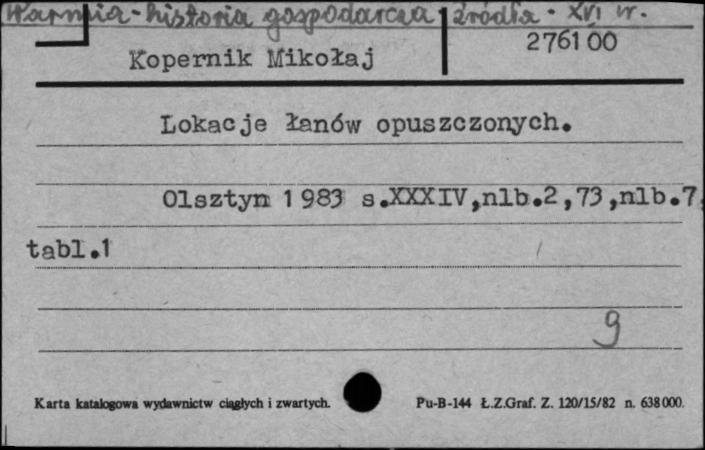 Warmia - historia gospodarcza źródła - XVI w.
276100
Kopernik Mikołaj
Lokacje łanów opuszczonych.
Olsztyn 1983 s.XXXIV,nlb.2,73,nlb.7,
tabl.1
9
Karta katalogowa wydawnictw ciągłych i zwartych. Pu-B-144 Ł.Z.Graf. Z. 120/15/82 n. 638000.